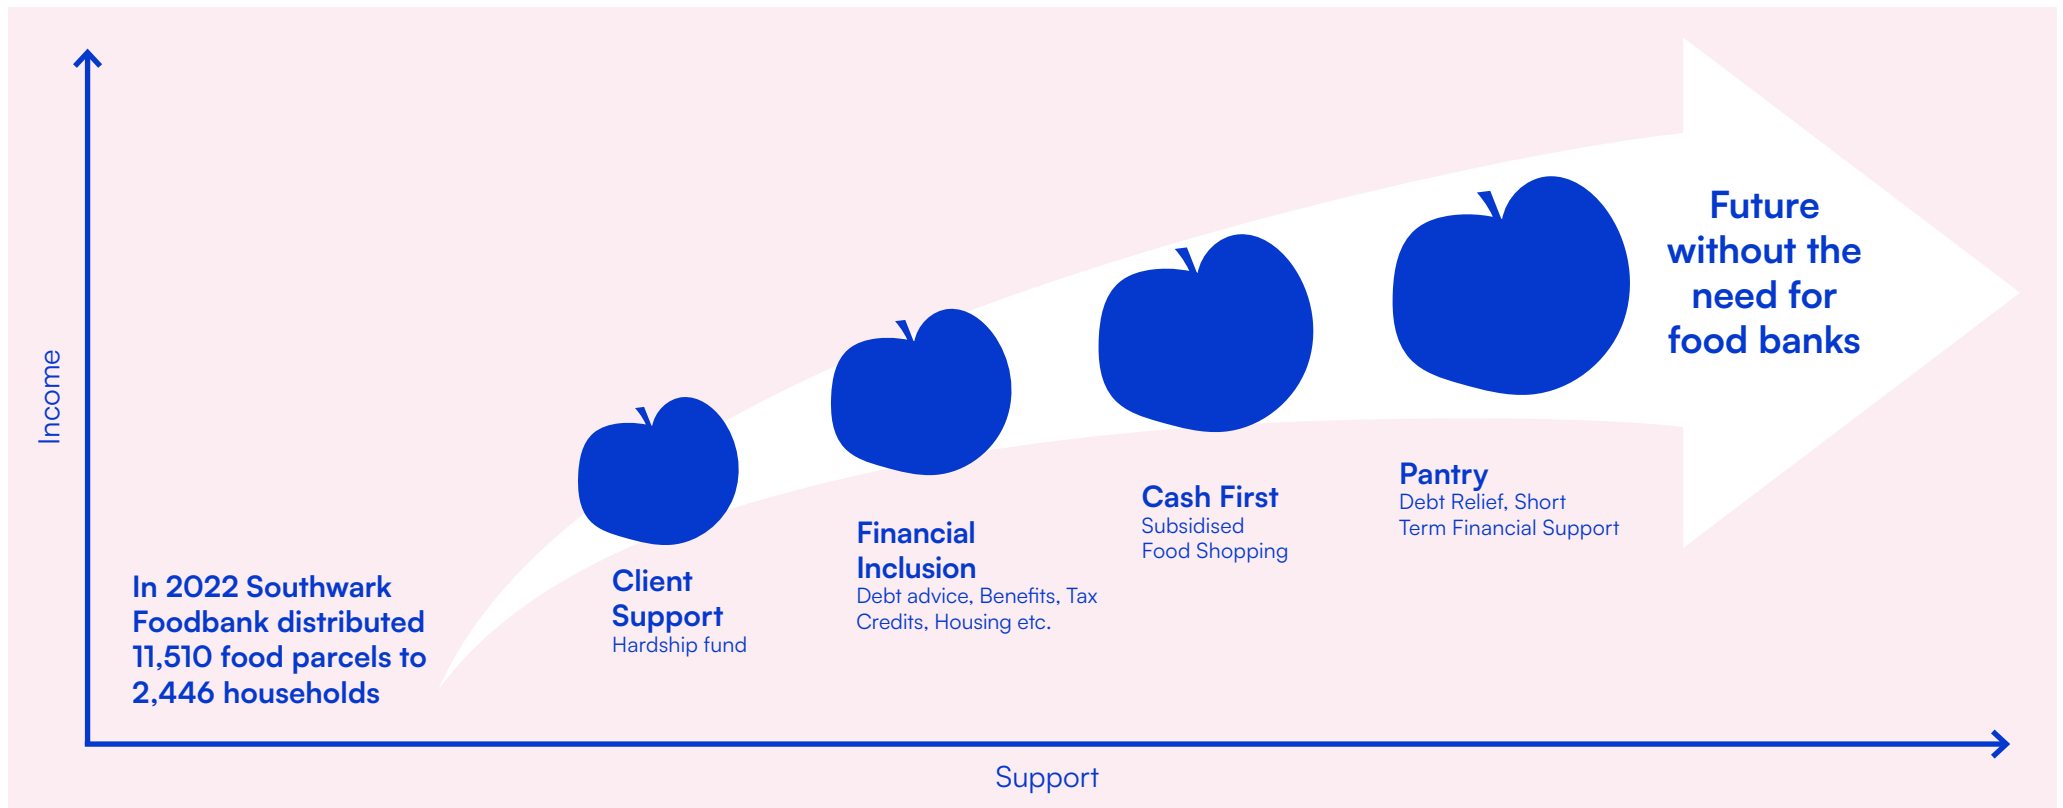 Income
In 2022 Southwark
Foodbank distributed
11,510 food parcels to
2,446 households
Client
Support
Hardship fund
Financial
Inclusion
Debt advice, Benefits, Tax
Credits, Housing etc.
Cash First
Subsidised
Food Shopping
Pantry
Debt Relief, Short
Term Financial Support
Future
without the
need for
food banks
Support